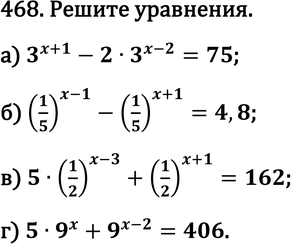 468. Решите уравнения.
а) 3^{x+1} − 2 · 3^{x−2} = 75;
б) (1/5)^{x−1} − (1/5)^{x+1} = 4,8;
в) 5 · (1/2)^{x−3} + (1/2)^{x+1} = 162;
г) 5 · 9^x + 9^{x−2} = 406.